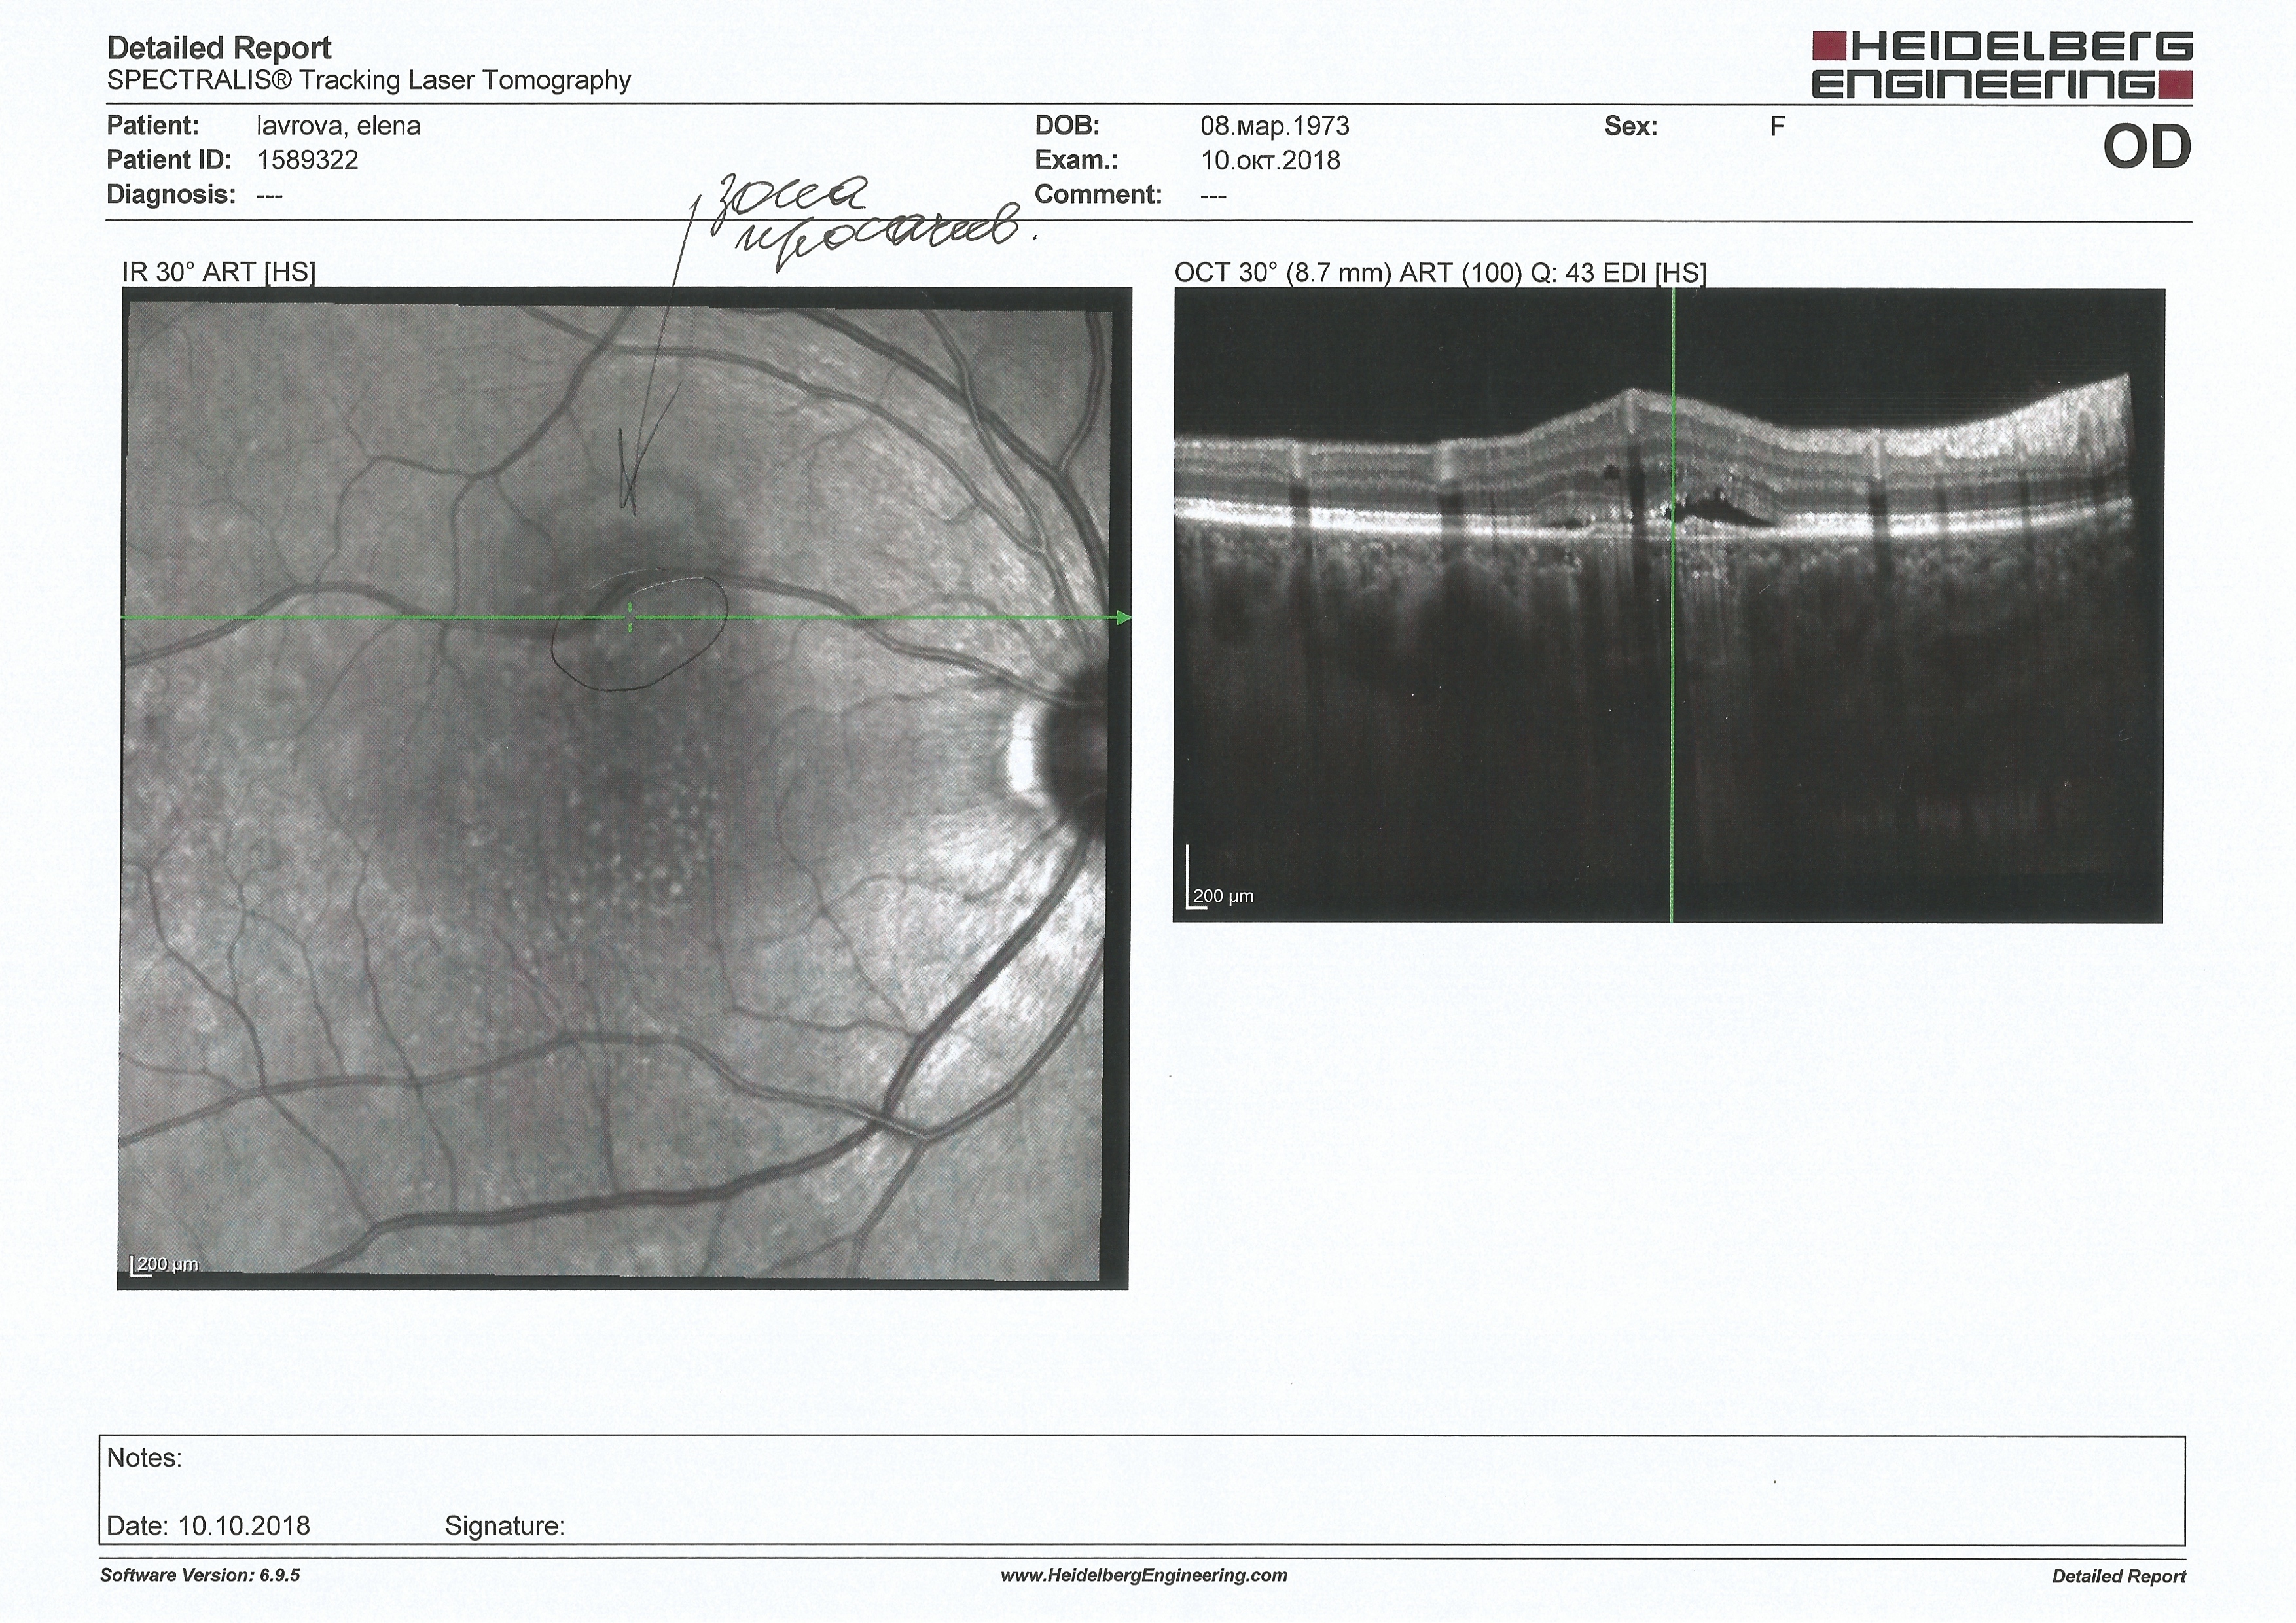 Detailed Report
SPECTRALIS® Tracking Laser Tomography
HEIDELBERG
ENGINEERING
Patient: lavrova, elena DOB: 08.мар.1973 Sex: F
OD
Patient ID: 1589322 Exam.: 10.окт.2018
Diagnosis: --- Comment: ---
зона
IR 30° ART [HS]
OCT 30° (8.7 mm) ART (100) Q: 43 EDI [HS]
200 µm
200 µm
Notes:
Date: 10.10.2018 Signature:
Software Version: 6.9.5 www.HeidelbergEngineering.com Detailed Report